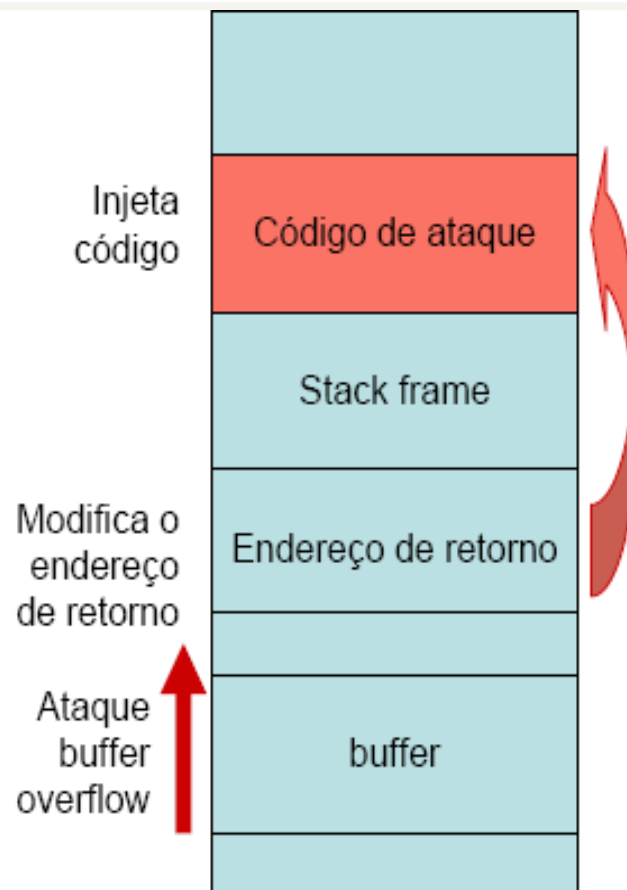 Injeta
código
Código de ataque
Stack frame
Modifica o
endereço
de retorno
Endereço de retorno
Ataque
buffer
overflow
buffer